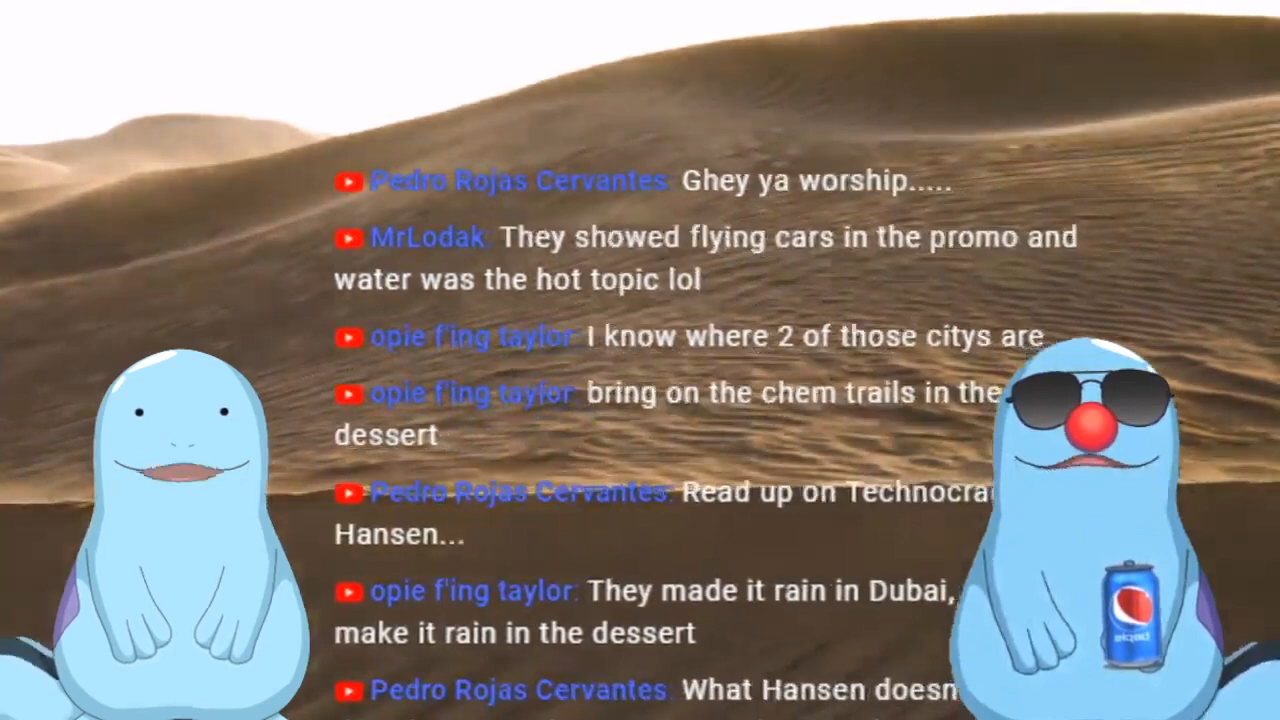 Pedro Rojas Cervantes: Ghey ya worship.....
MrLodak: They showed flying cars in the promo and
water was the hot topic lol
opie f'ing taylor: I know where 2 of those citys are
opie f'ing taylor: bring on the chem trails in the
dessert
Pedro Rojas Cervantes: Read up on
Hansen...
opie f'ing taylor: They made it rain in Dubai,
make it rain in the dessert
Pedro Rojas Cervantes: What Hansen